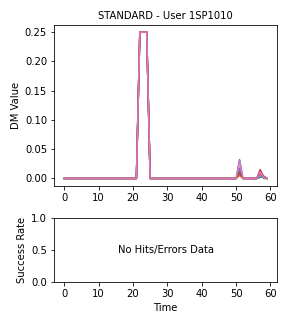 STANDARD - User 1SP1010
0.25
0.20
0.15
0.10
0.05
0.00
DM Value
0 10 20 30 40 50 60
1.0
0.5
0.0
Success Rate
No Hits/Errors Data
0 10 20 30 40 50 60
Time